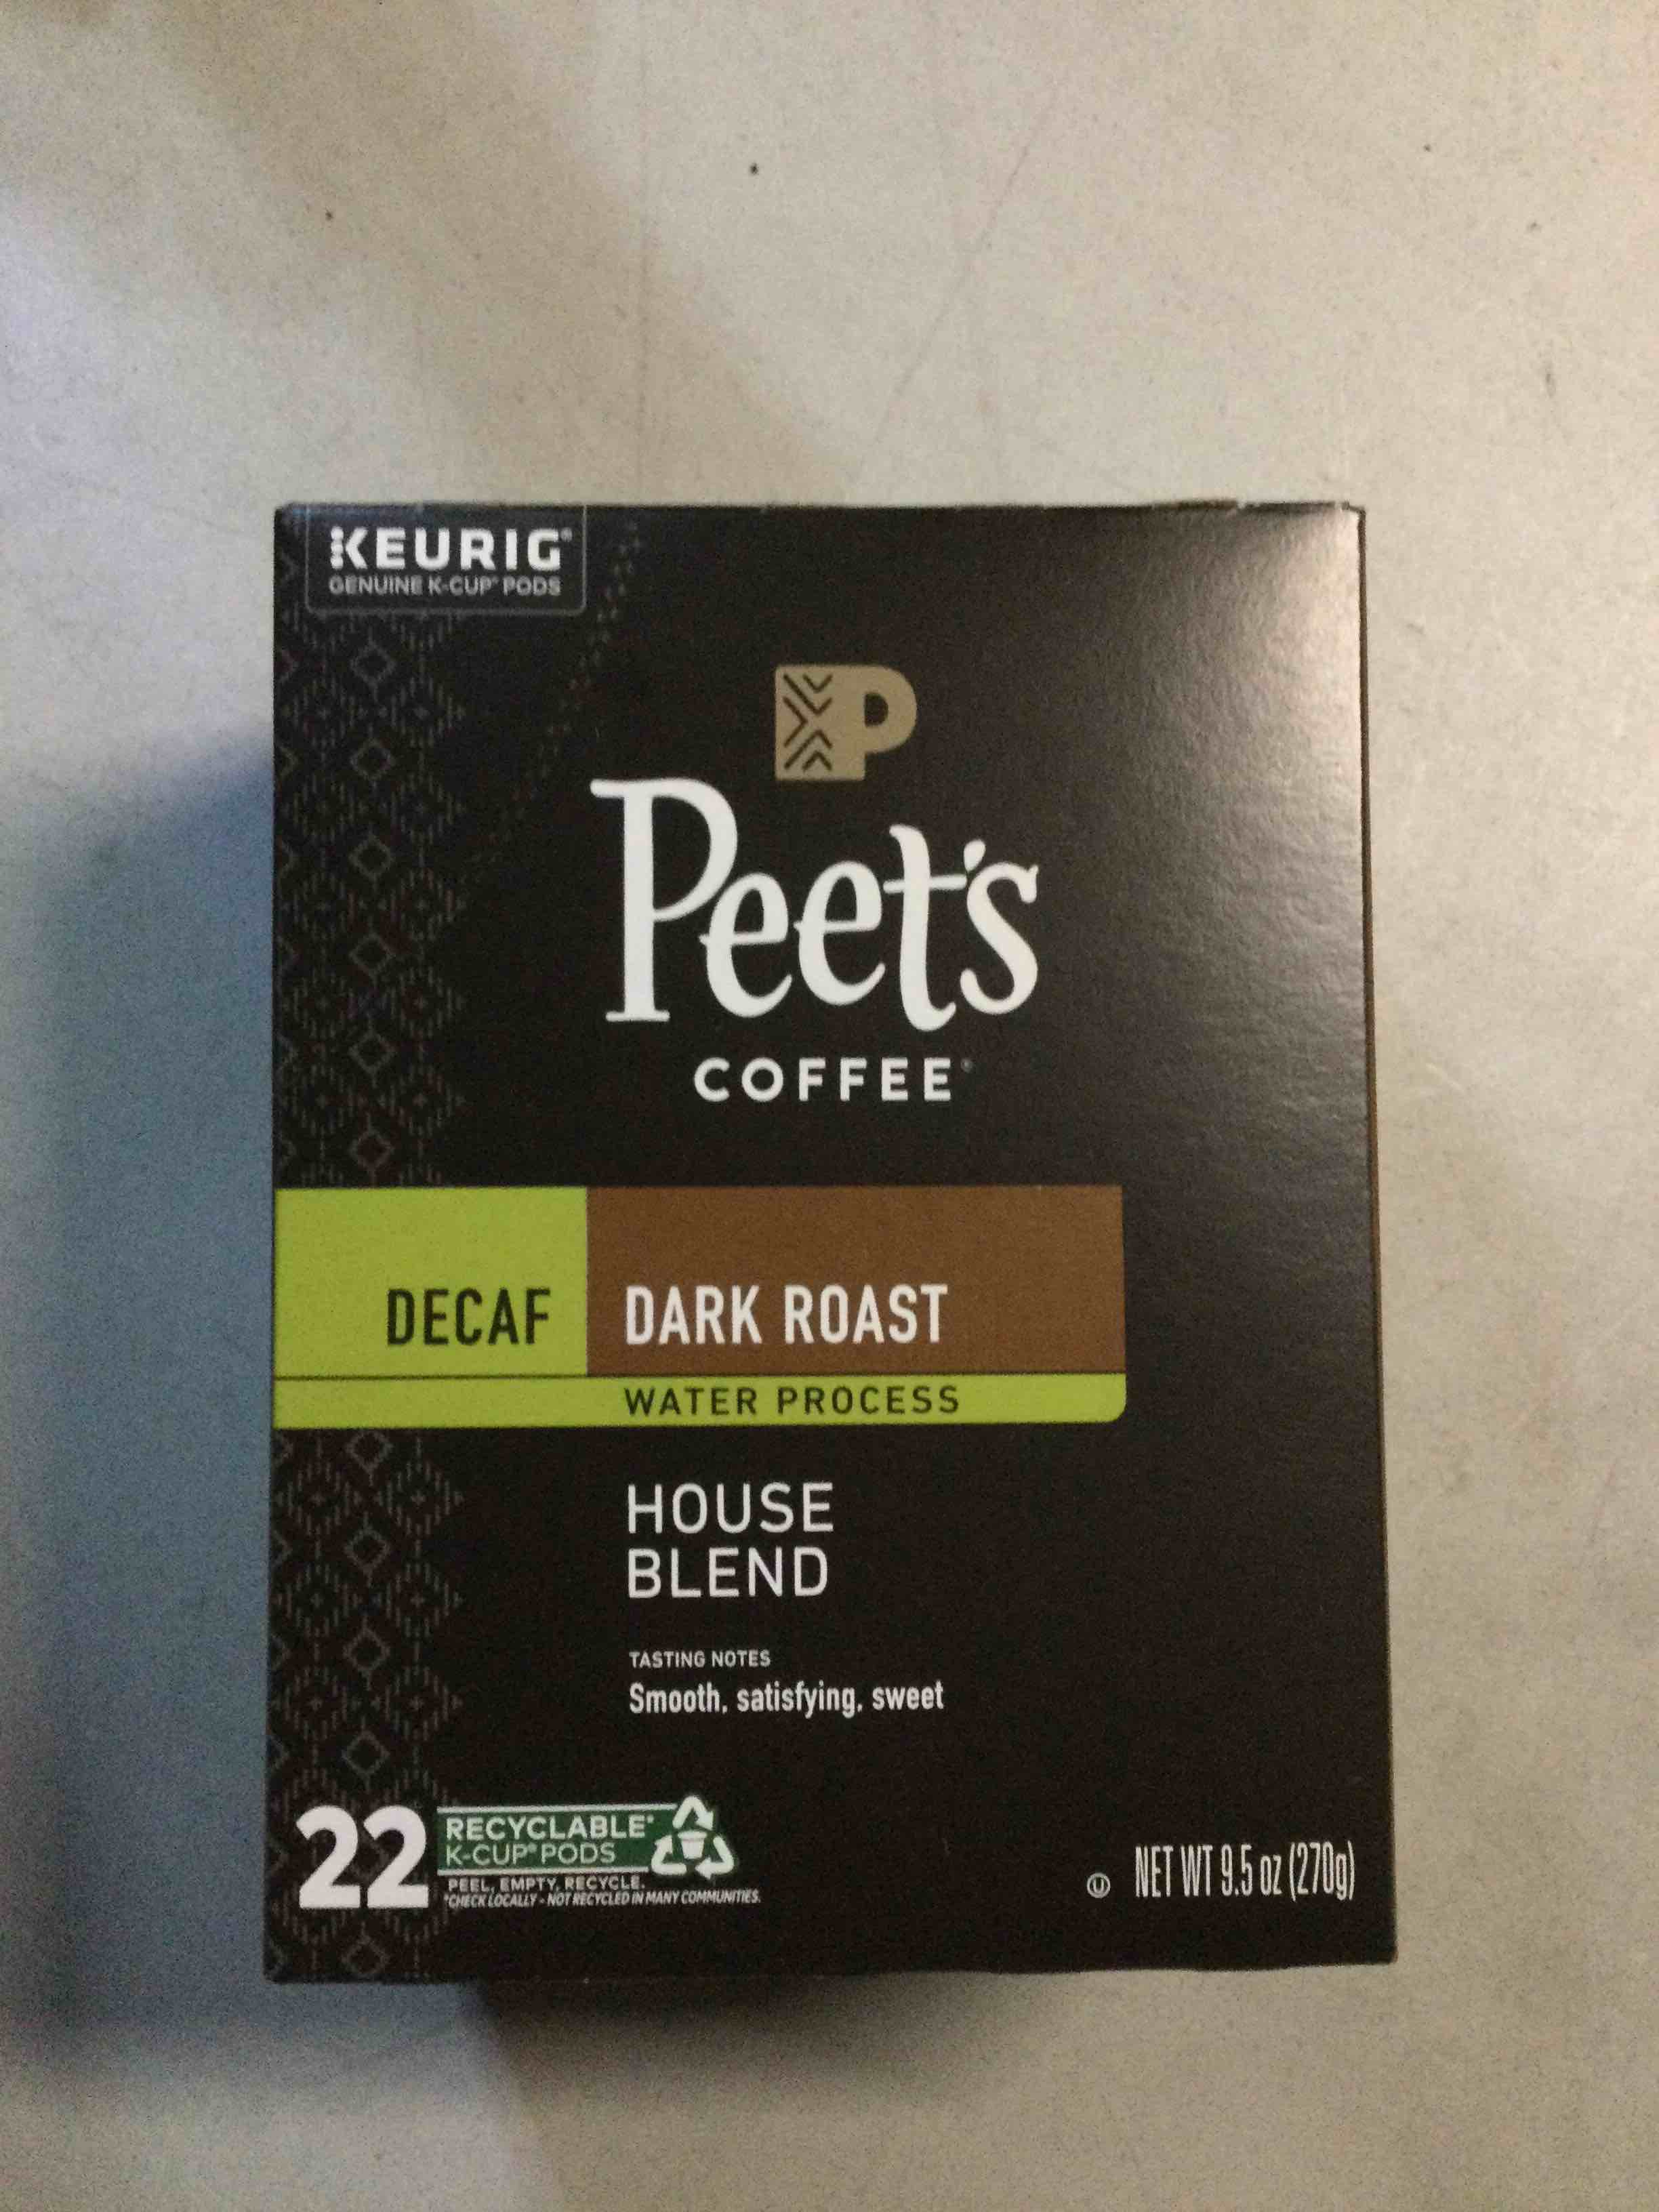 KEURIG®
GENUINE K-CUP® PODS
P
Peet's
COFFEE®
DECAF
DARK ROAST
WATER PROCESS
HOUSE
BLEND
TASTING NOTES
Smooth, satisfying, sweet
22
RECYCLABLE*
K-CUP® PODS
PEEL, EMPTY, RECYCLE.
*CHECK LOCALLY - NOT RECYCLED IN MANY COMMUNITIES.
U
NET WT 9.5 oz (270g)